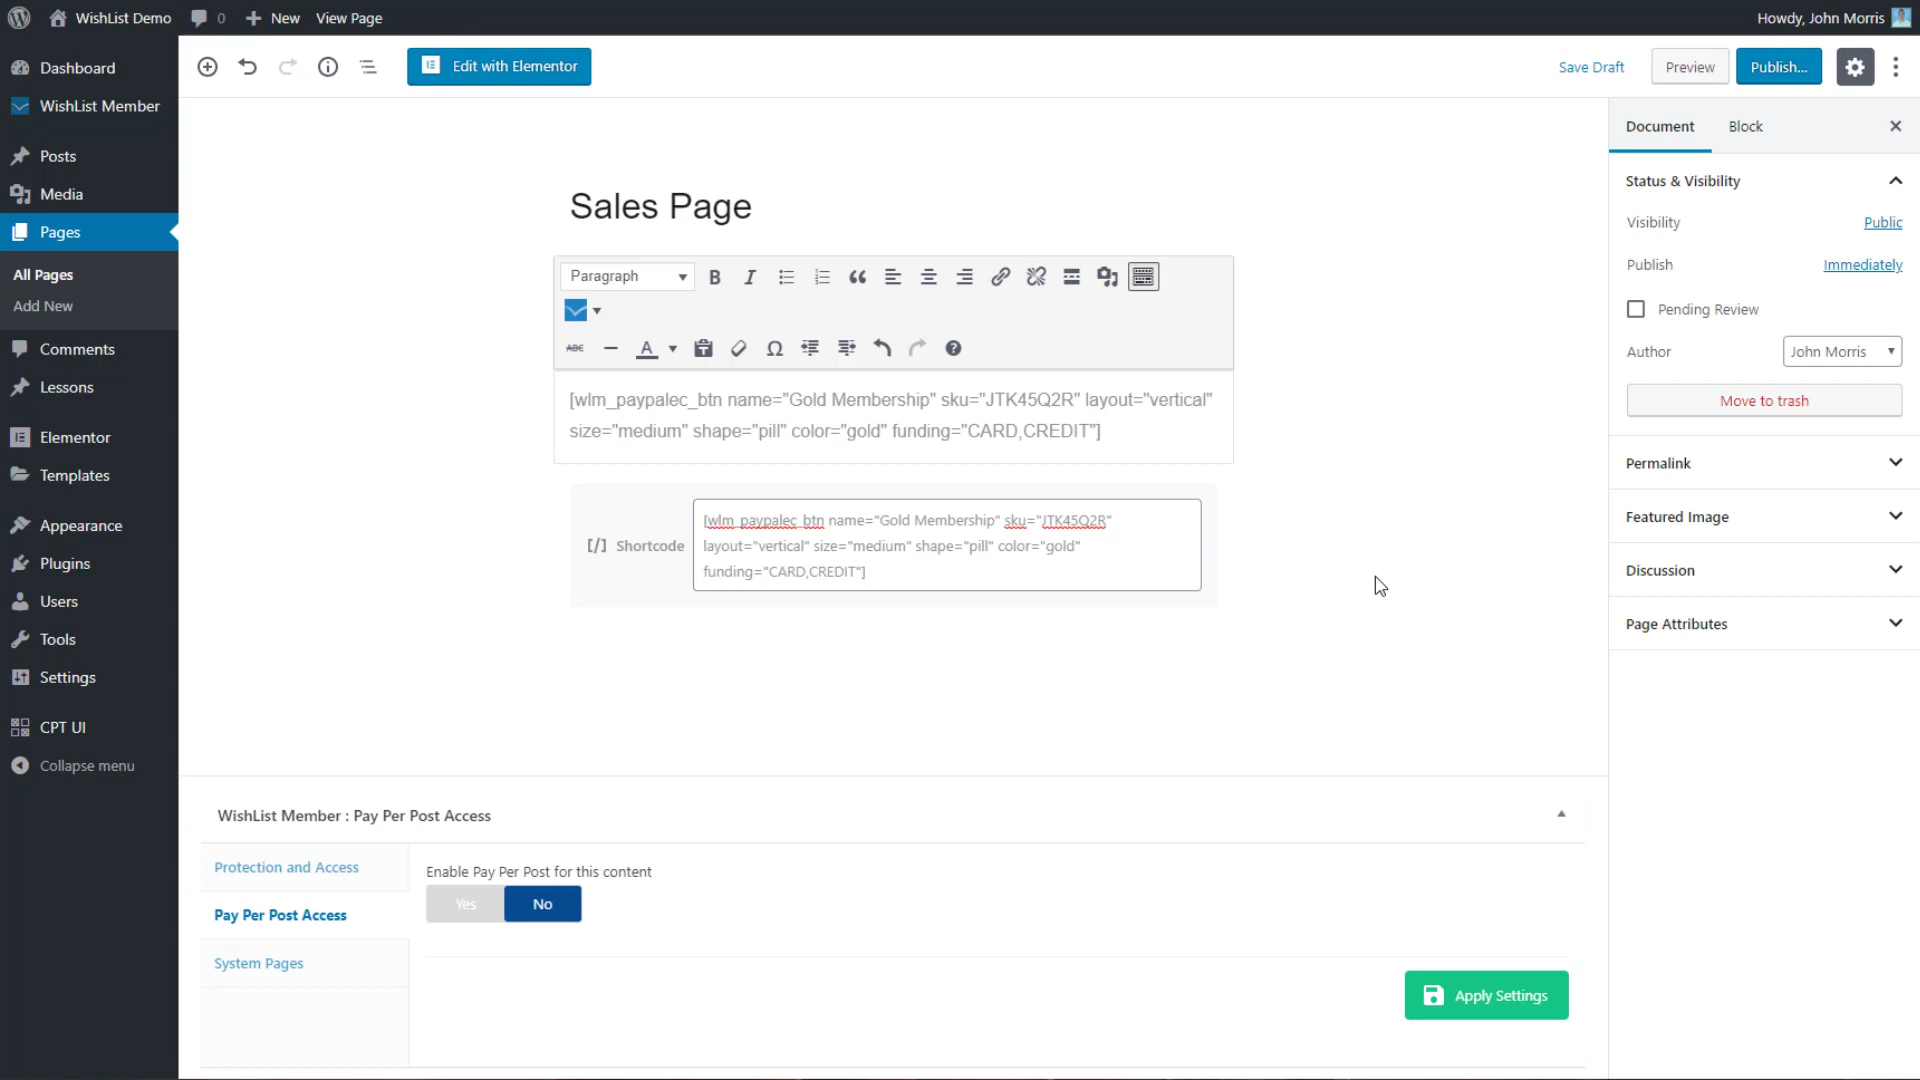 WishList Demo 0 New View Page Howdy, John Morris
Dashboard
WishList Member
Posts
Media
Pages
All Pages
Add New
Comments
Lessons
Elementor
Templates
Appearance
Plugins
Users
Tools
Settings
CPT UI
Collapse menu
Edit with Elementor Save Draft Preview Publish...
Sales Page
Paragraph
ABC
[wlm_paypalec_btn name="Gold Membership" sku="JTK45Q2R" layout="vertical"
size="medium" shape="pill" color="gold" funding="CARD,CREDIT"]
[/] Shortcode
[wlm_paypalec_btn name="Gold Membership" sku="JTK45Q2R"
layout="vertical" size="medium" shape="pill" color="gold"
funding="CARD,CREDIT"]
WishList Member : Pay Per Post Access
Protection and Access
Pay Per Post Access
System Pages
Enable Pay Per Post for this content
Yes No
Apply Settings
Document Block
Status & Visibility
Visibility Public
Publish Immediately
Pending Review
Author John Morris
Move to trash
Permalink
Featured Image
Discussion
Page Attributes